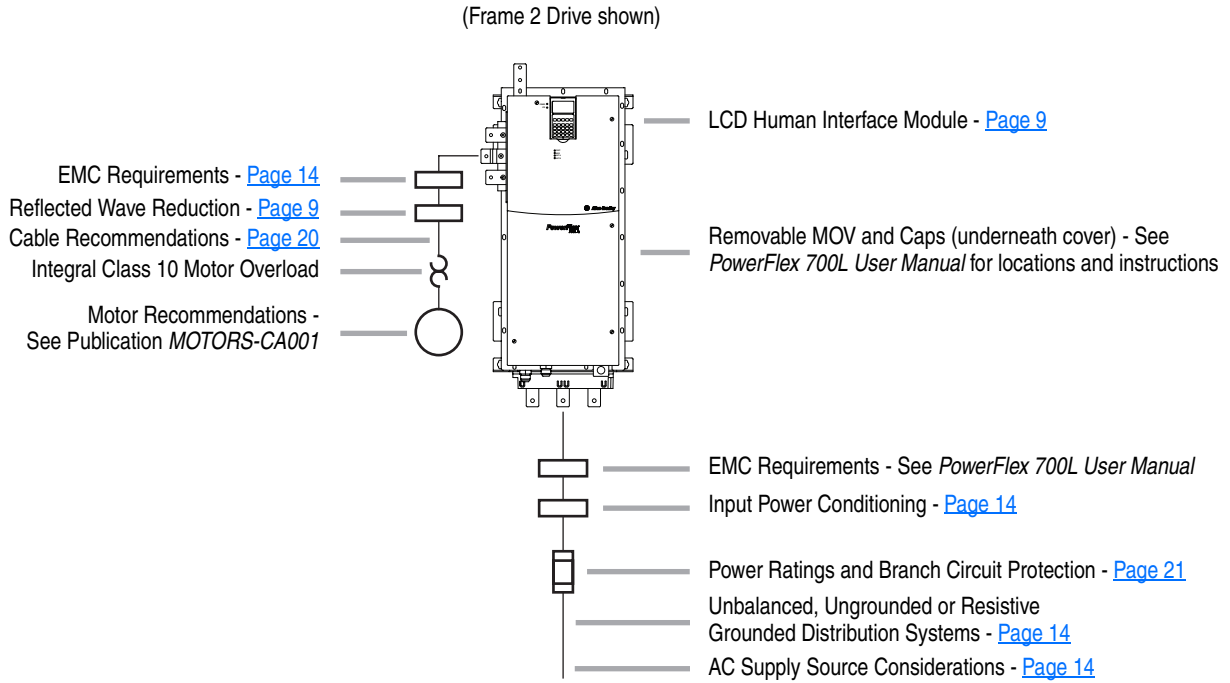 (Frame 2 Drive shown)
LCD Human Interface Module - Page 9
EMC Requirements - Page 14
Reflected Wave Reduction - Page 9
Cable Recommendations - Page 20
Integral Class 10 Motor Overload
Motor Recommendations -
See Publication MOTORS-CA001
Allen-Bradley
PowerFlex
Removable MOV and Caps (underneath cover) - See
PowerFlex 700L User Manual for locations and instructions
EMC Requirements - See PowerFlex 700L User Manual
Input Power Conditioning - Page 14
Power Ratings and Branch Circuit Protection - Page 21
Unbalanced, Ungrounded or Resistive
Grounded Distribution Systems - Page 14
AC Supply Source Considerations - Page 14